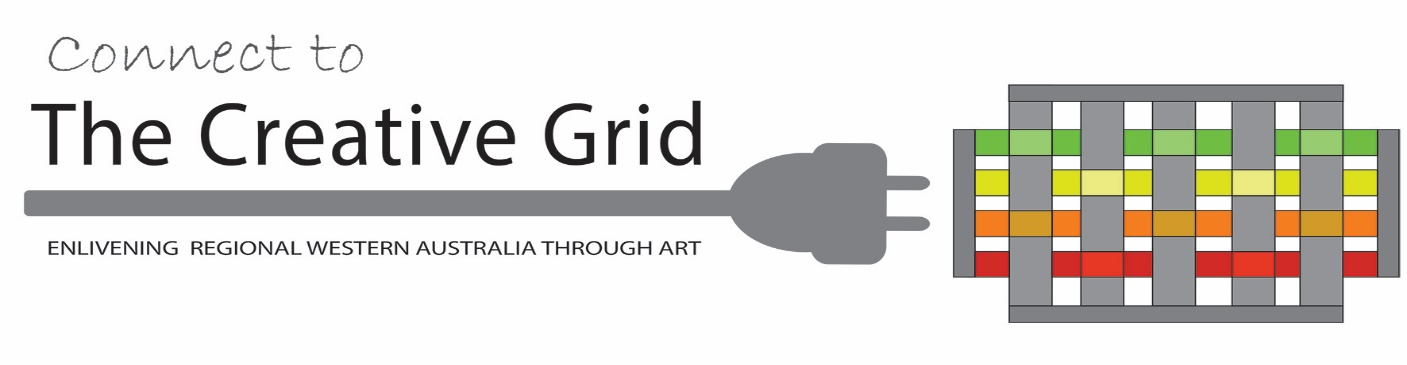 Connect to
The Creative Grid
ENLIVENING REGIONAL WESTERN AUSTRALIA THROUGH ART